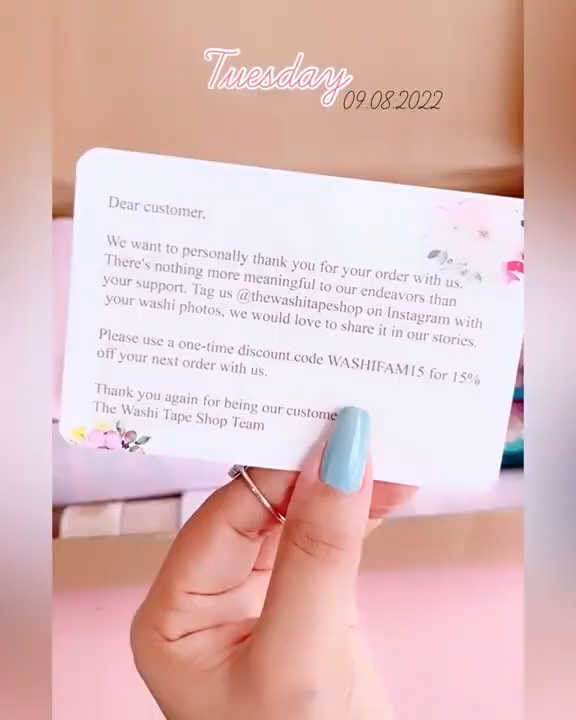 Tuesday
09.08.2022
Dear customer,
We want to personally thank you for your order with us.
There's nothing more meaningful to our endeavors than
your support. Tag us @thewashitapeshop on Instagram with
your washi photos, we would love to share it in our stories.
Please use a one-time discount code WASHIFAM15 for 15%
off your next order with us.
Thank you again for being our custome
The Washi Tape Shop Team